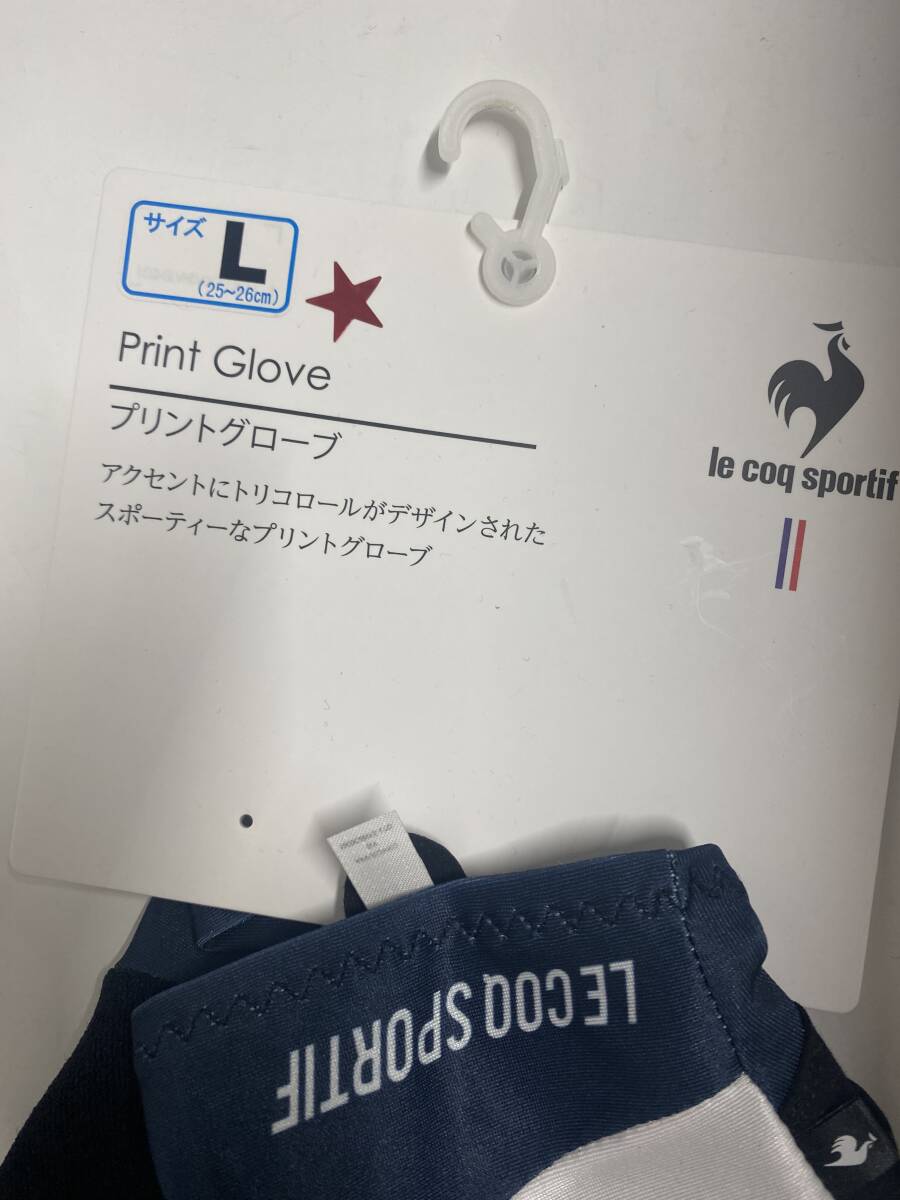 サイズ L
(25~26cm)
Print Glove
プリントグローブ
アクセントにトリコロールがデザインされた
スポーティーなプリントグローブ
le coq sportif
LE COQ SPORTIF